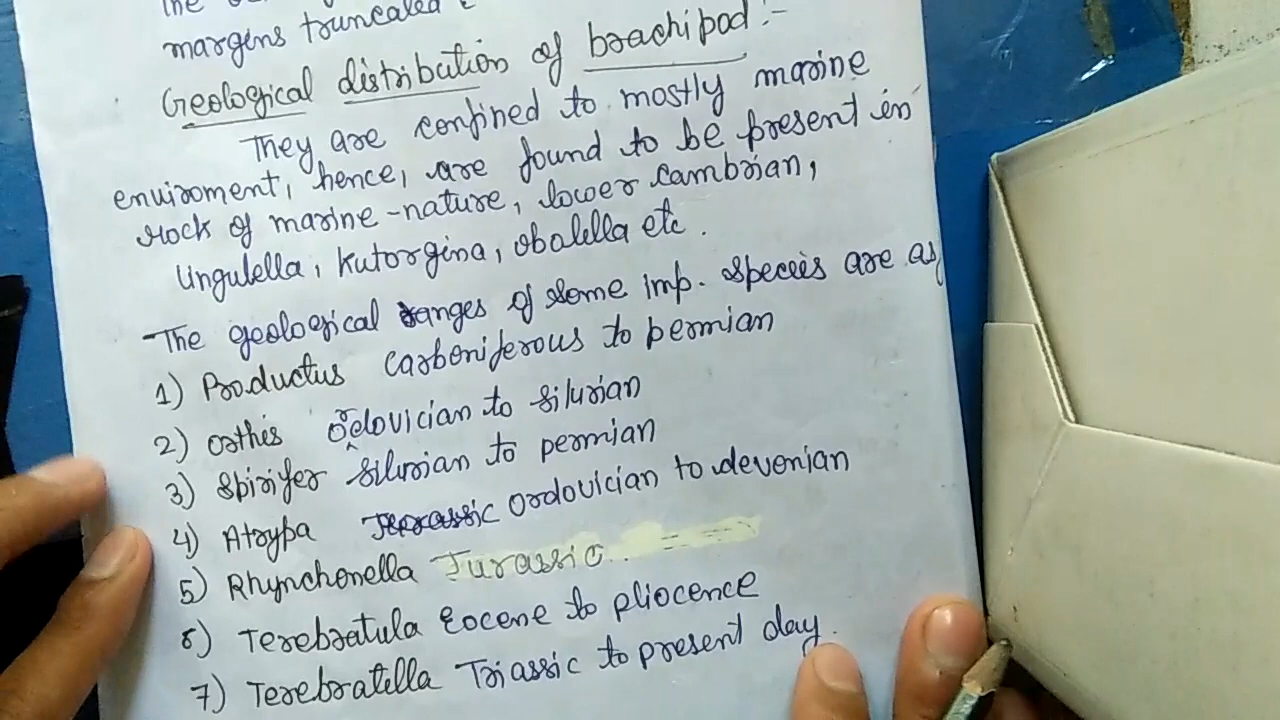 the
margins truncated
Geological distribution of brachipod :-
They are confined to mostly marine
enviroment, hence, are found to be present in
rock of marine-nature, lower cambrian,
lingulella, Kutorgina, obolella etc.
-The geological ranges of some imp. species are as
1) Productus Carboniferous to permian
2) Orthis Ordovician to silurian
3) Spirifer silurian to permian
4) Atrypa Jurassic Ordovician to devonian
5) Rhynchonella Jurassic
6) Terebratula Eocene to pliocence
7) Terebratella Triassic to present day.